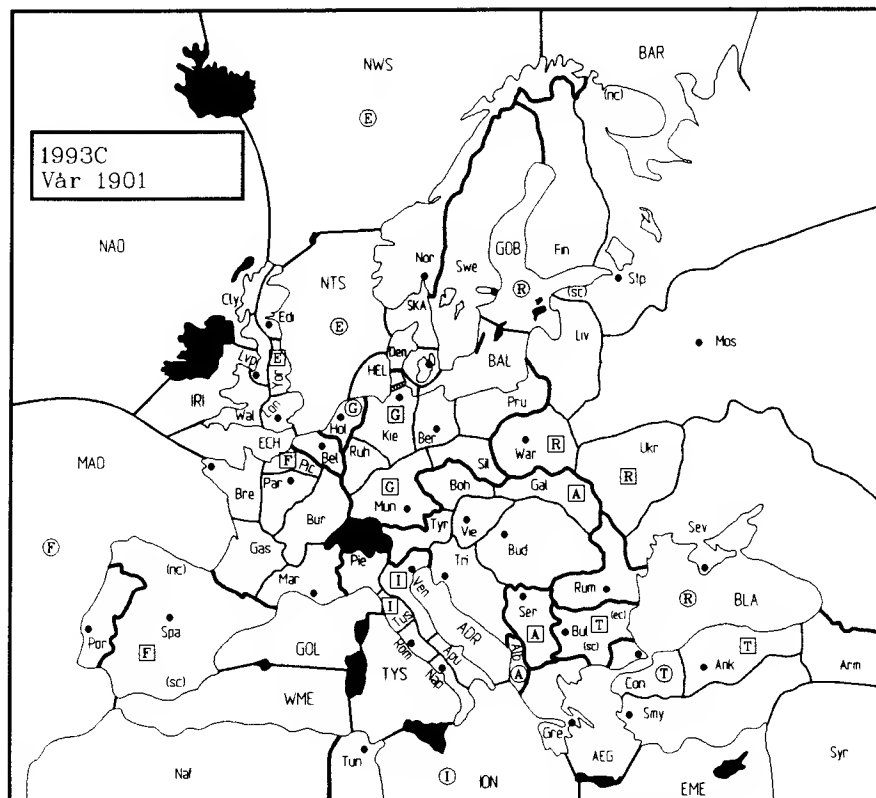 NWS
BAR
(nc)
E
1993C
Vår 1901
NAO
Nor
Swe
GOB
Fin
Stp
NTS
(sc)
R
Cly
Edi
SKA
E
Liv
Mos
Den
BAL
Lvp
E
Yor
HEL
IRI
Wal
Lon
G
Hol
G
Kie
Ber
Pru
War
R
Ukr
ECH
Bel
Ruh
Sil
R
MAO
F
Pic
G
Boh
Gal
A
Bre
Par
Mun
Bur
Tyr
Vie
Bud
Sev
F
Gas
Pie
Tri
(nc)
Mar
I
Ven
Rum
R
BLA
Spa
I
Tus
Ser
T
(ec)
Por
F
GOL
Rom
ADR
A
Bul
(sc)
T
Apu
Alb
Ank
Arm
(sc)
TYS
Nap
A
Con
T
WME
Smy
Gre
Tun
AEG
Syr
Naf
I
ION
EME